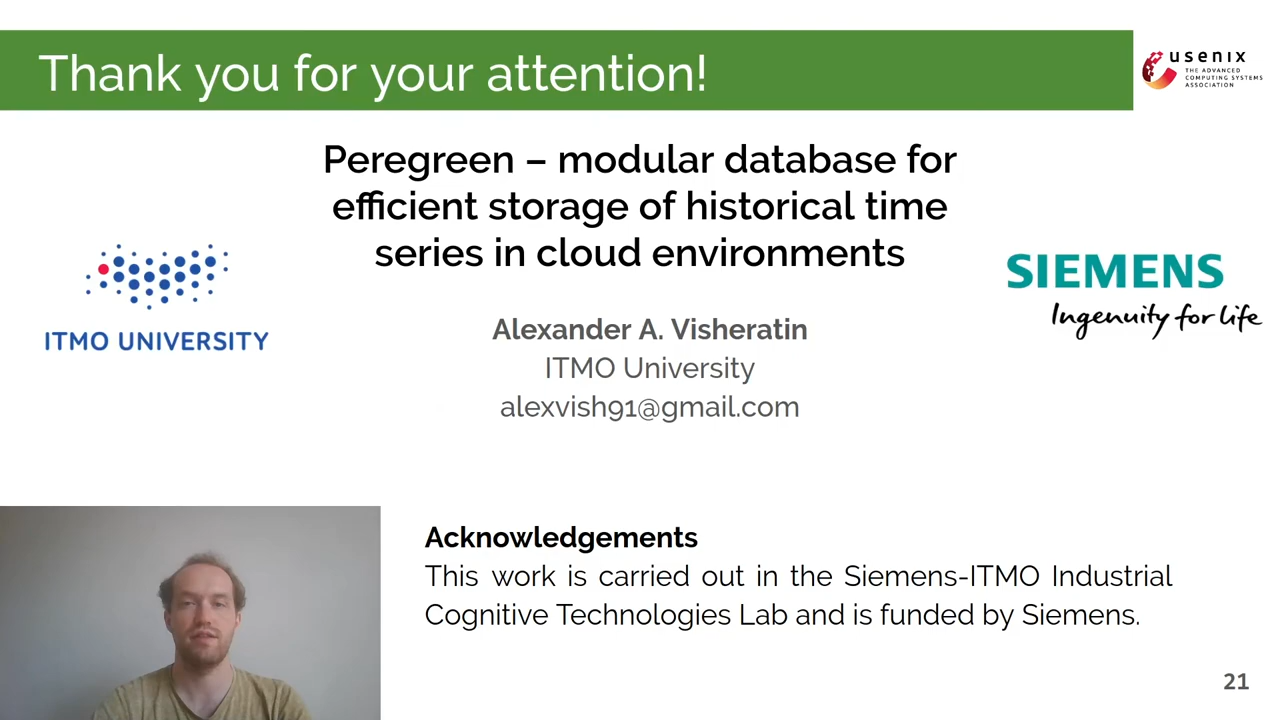 Thank you for your attention!
usenix
THE ADVANCED
COMPUTING SYSTEMS
ASSOCIATION
Peregreen – modular database for
efficient storage of historical time
series in cloud environments
ITMO UNIVERSITY
SIEMENS
Ingenuity for life
Alexander A. Visheratin
ITMO University
alexvish91@gmail.com
Acknowledgements
This work is carried out in the Siemens-ITMO Industrial
Cognitive Technologies Lab and is funded by Siemens.
21